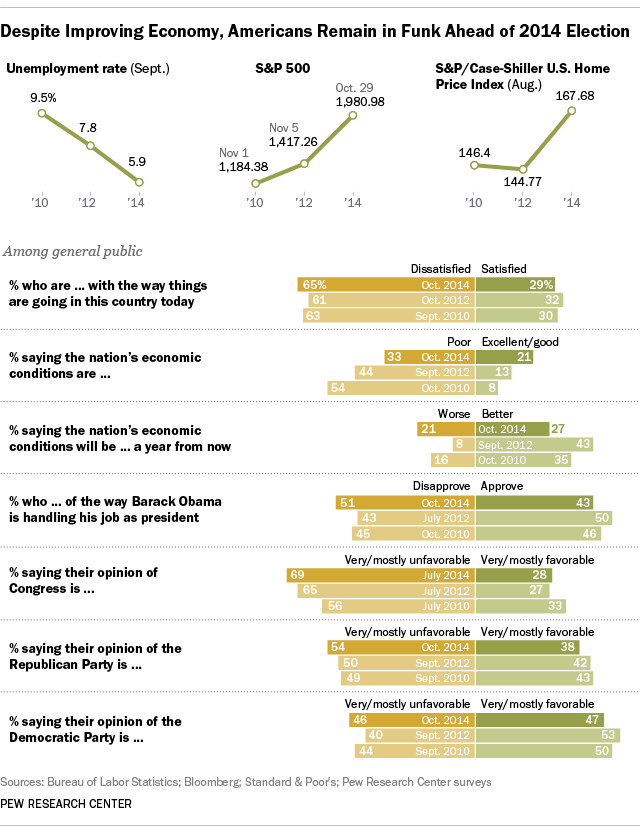 Despite Improving Economy, Americans Remain in Funk Ahead of 2014 Election
Unemployment rate (Sept.)
9.5%
7.8
5.9
'10
'12
'14
S&P 500
Nov 1
1,184.38
Nov 5
1,417.26
Oct. 29
1,980.98
'10
'12
'14
S&P/Case-Shiller U.S. Home
Price Index (Aug.)
146.4
144.77
167.68
'10
'12
'14
Among general public
Dissatisfied Satisfied
% who are ... with the way things
are going in this country today
65% Oct. 2014 29%
61 Oct. 2012 32
63 Sept. 2010 30
Poor Excellent/good
% saying the nation's economic
conditions are ...
33 Oct. 2014 21
44 Sept. 2012 13
54 Oct. 2010 8
Worse Better
% saying the nation's economic
conditions will be ... a year from now
21 Oct. 2014 27
8 Sept. 2012 43
16 Oct. 2010 35
Disapprove Approve
% who ... of the way Barack Obama
is handling his job as president
51 Oct. 2014 43
43 July 2012 50
45 Oct. 2010 46
Very/mostly unfavorable Very/mostly favorable
% saying their opinion of
Congress is ...
69 July 2014 28
65 July 2012 27
56 July 2010 33
Very/mostly unfavorable Very/mostly favorable
% saying their opinion of the
Republican Party is ...
54 Oct. 2014 38
50 Sept. 2012 42
49 Sept. 2010 43
Very/mostly unfavorable Very/mostly favorable
% saying their opinion of the
Democratic Party is ...
46 Oct. 2014 47
40 Sept. 2012 53
44 Sept. 2010 50
Sources: Bureau of Labor Statistics; Bloomberg; Standard & Poor's; Pew Research Center surveys
PEW RESEARCH CENTER